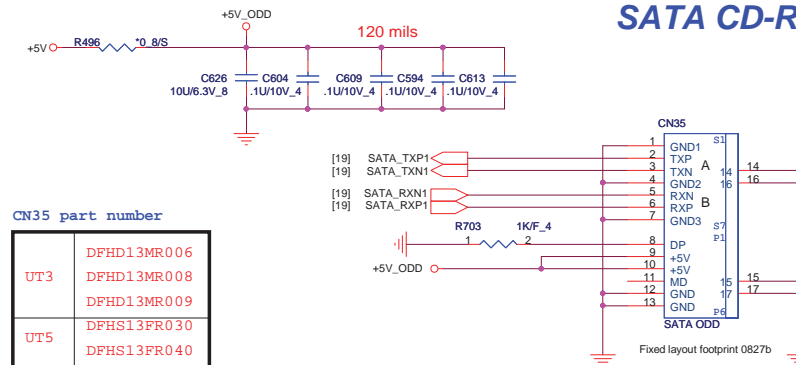 SATA CD-R
+5V_ODD
+5V
R496
*0_8/S
120 mils
C626
10U/6.3V_8
C604
.1U/10V_4
C609
.1U/10V_4
C594
.1U/10V_4
C613
.1U/10V_4
CN35
[19] SATA_TXP1
[19] SATA_TXN1
[19] SATA_RXN1
[19] SATA_RXP1
1 GND1 S1
2 TXP
3 TXN A 14 14
4 GND2 16 16
5 RXN
6 RXP B
7 GND3 S7
P1
R703 1K/F_4
1 2
8 DP
9 +5V
+5V_ODD
10 +5V
11 MD 15 15
12 GND 17 17
13 GND P6
SATA ODD
Fixed layout footprint 0827b
CN35 part number
UT3
DFHD13MR006
DFHD13MR008
DFHD13MR009
UT5
DFHS13FR030
DFHS13FR040